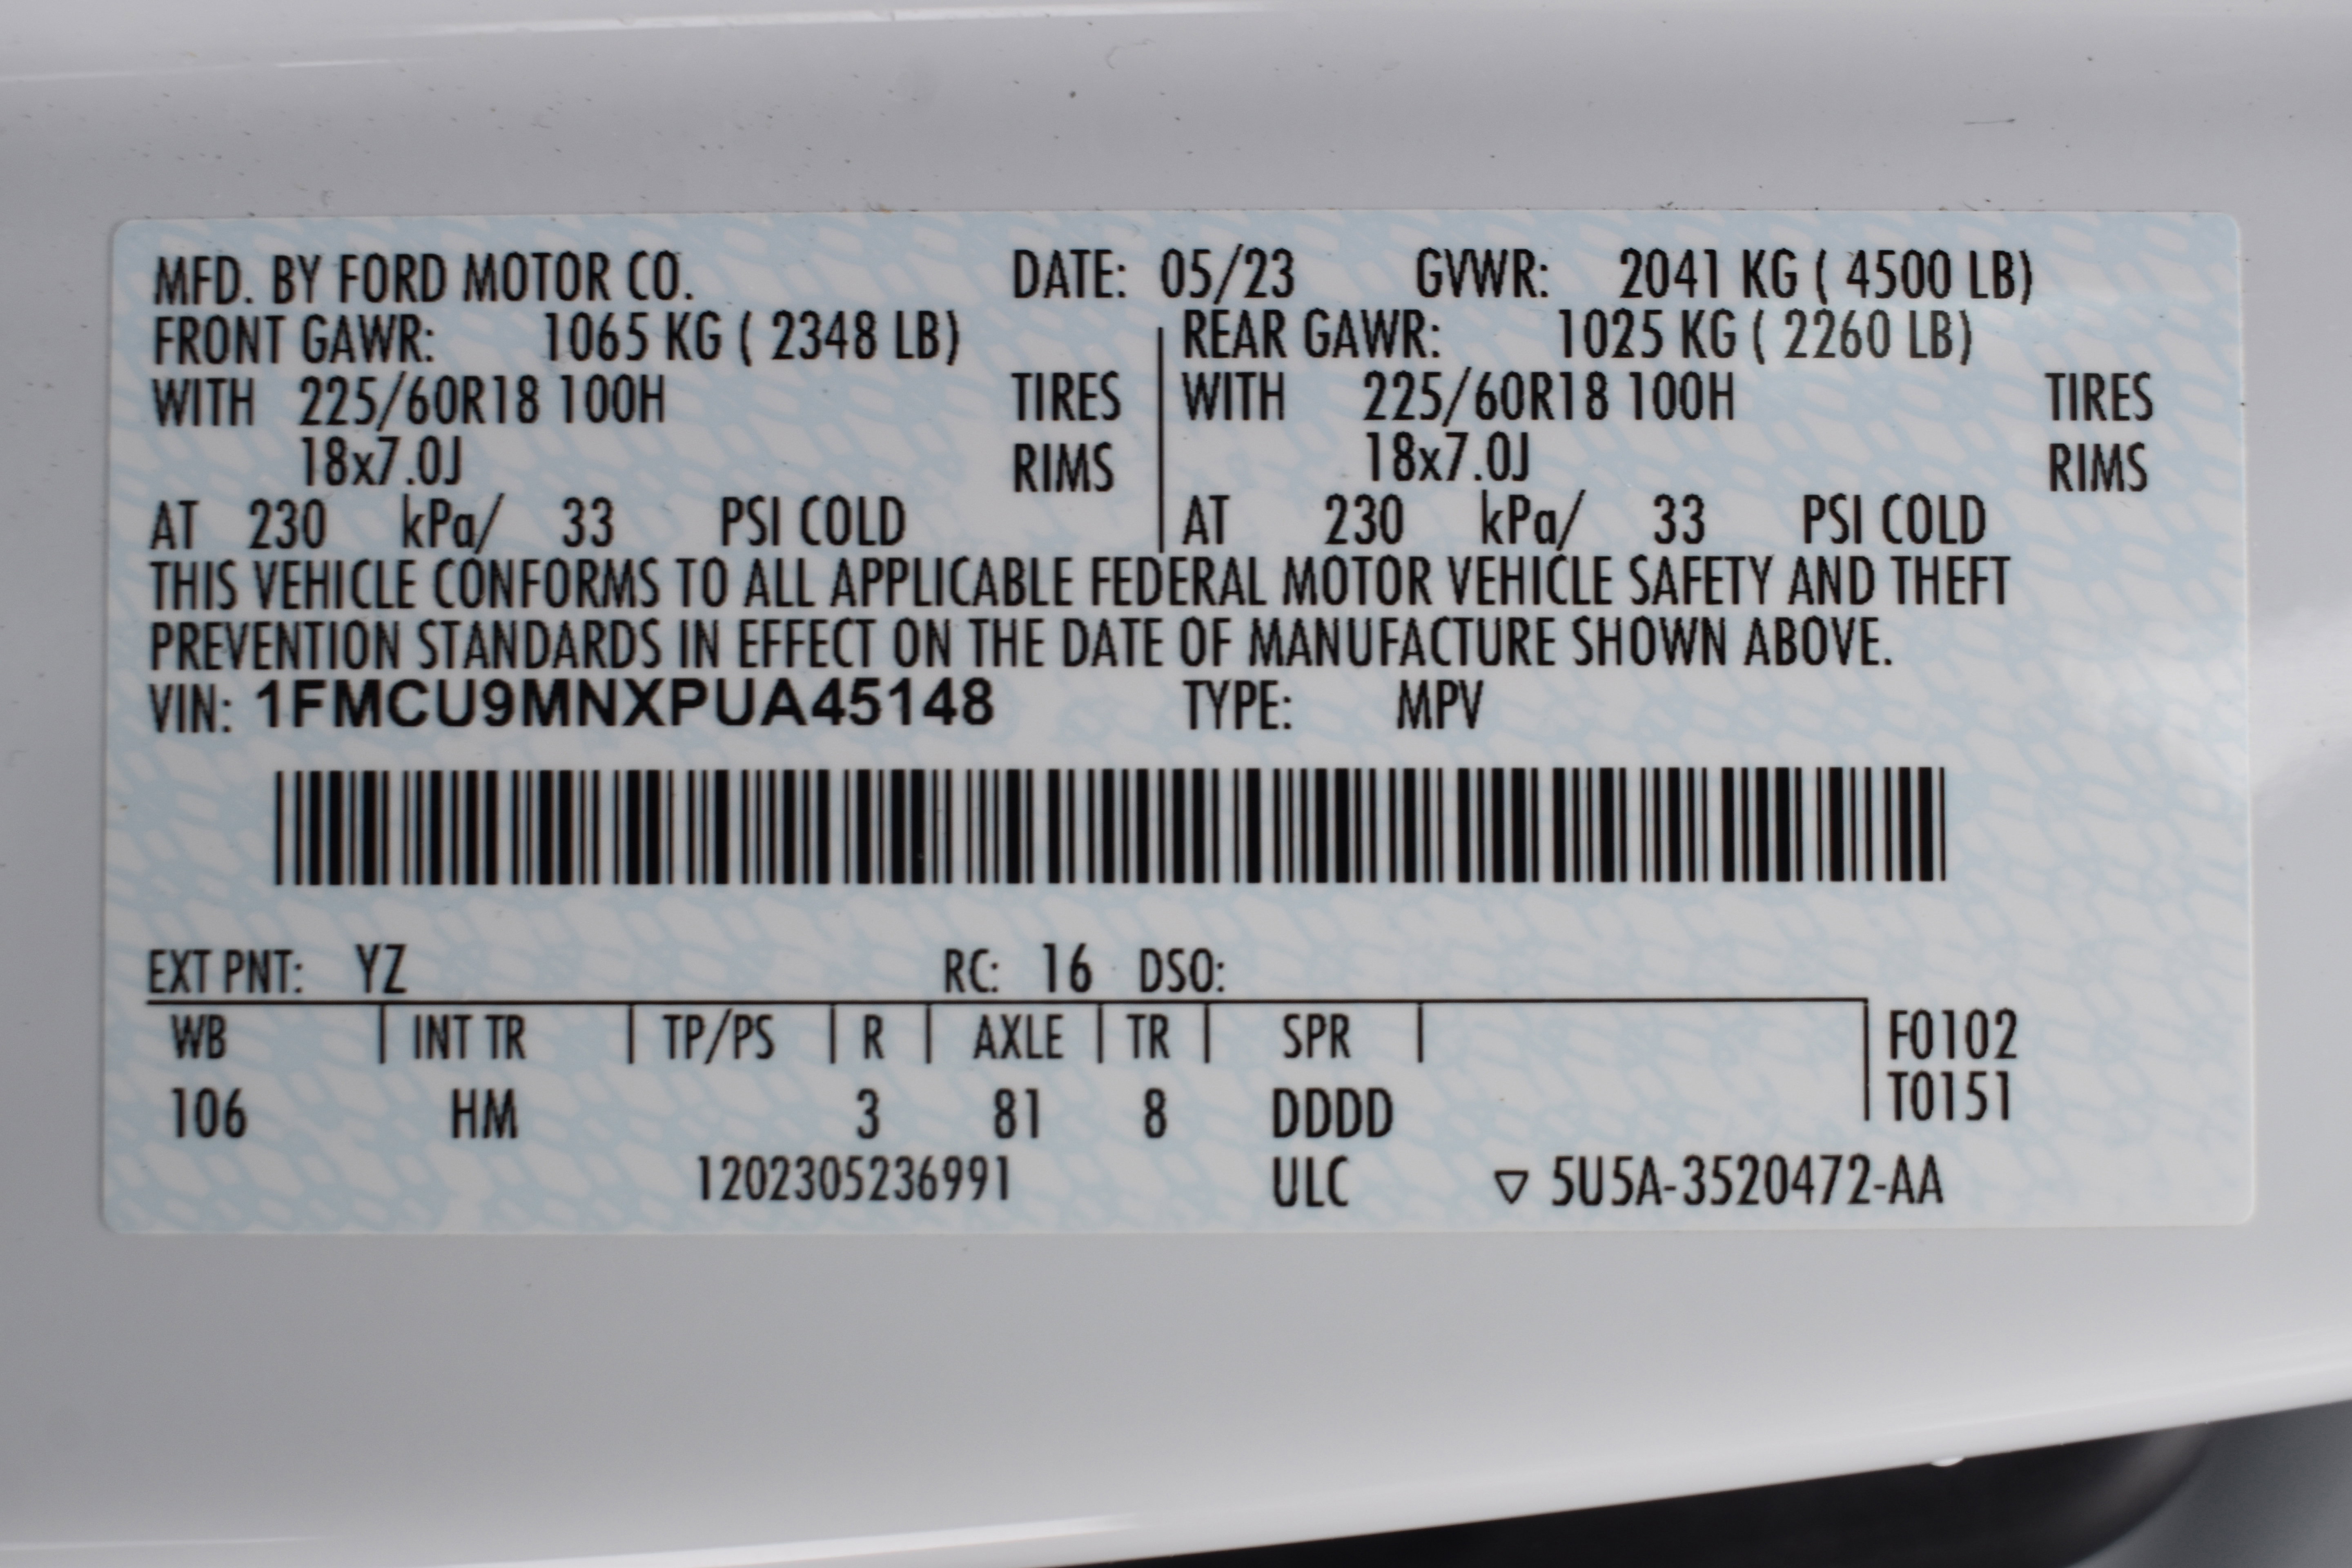 MFD. BY FORD MOTOR CO. DATE: 05/23 GVWR: 2041 KG ( 4500 LB)
FRONT GAWR: 1065 KG ( 2348 LB) REAR GAWR: 1025 KG ( 2260 LB)
WITH 225/60R18 100H TIRES WITH 225/60R18 100H TIRES
18x7.0J RIMS 18x7.0J RIMS
AT 230 kPa/ 33 PSI COLD AT 230 kPa/ 33 PSI COLD
THIS VEHICLE CONFORMS TO ALL APPLICABLE FEDERAL MOTOR VEHICLE SAFETY AND THEFT
PREVENTION STANDARDS IN EFFECT ON THE DATE OF MANUFACTURE SHOWN ABOVE.
VIN: 1FMCU9MNXPUA45148 TYPE: MPV
EXT PNT: YZ RC: 16 DSO:
WB INT TR TP/PS R AXLE TR SPR F0102
T0151
106 HM 3 81 8 DDDD
1202305236991 ULC ▽ 5U5A-3520472-AA